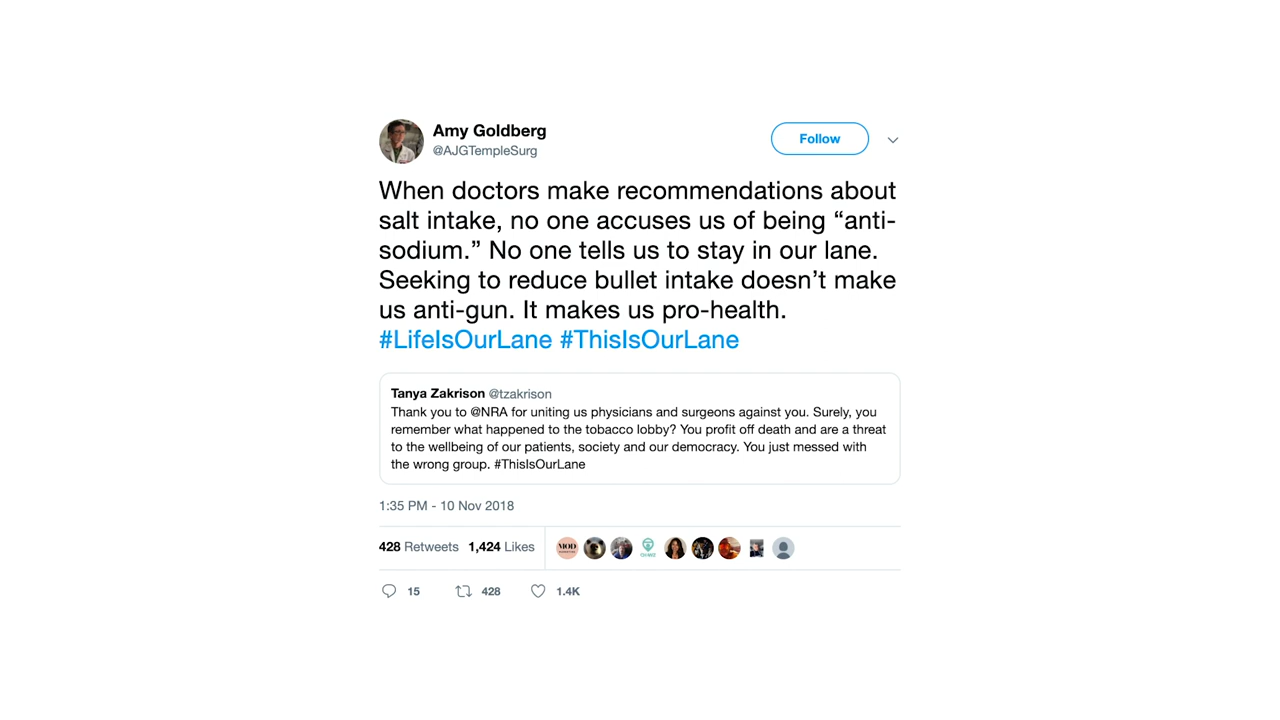 Amy Goldberg
@AJGTempleSurg
Follow
When doctors make recommendations about
salt intake, no one accuses us of being “anti-
sodium.” No one tells us to stay in our lane.
Seeking to reduce bullet intake doesn’t make
us anti-gun. It makes us pro-health.
#LifeIsOurLane #ThisIsOurLane
Tanya Zakrison @tzakrison
Thank you to @NRA for uniting us physicians and surgeons against you. Surely, you
remember what happened to the tobacco lobby? You profit off death and are a threat
to the wellbeing of our patients, society and our democracy. You just messed with
the wrong group. #ThisIsOurLane
1:35 PM - 10 Nov 2018
428 Retweets 1,424 Likes
MOD
15 428 1.4K